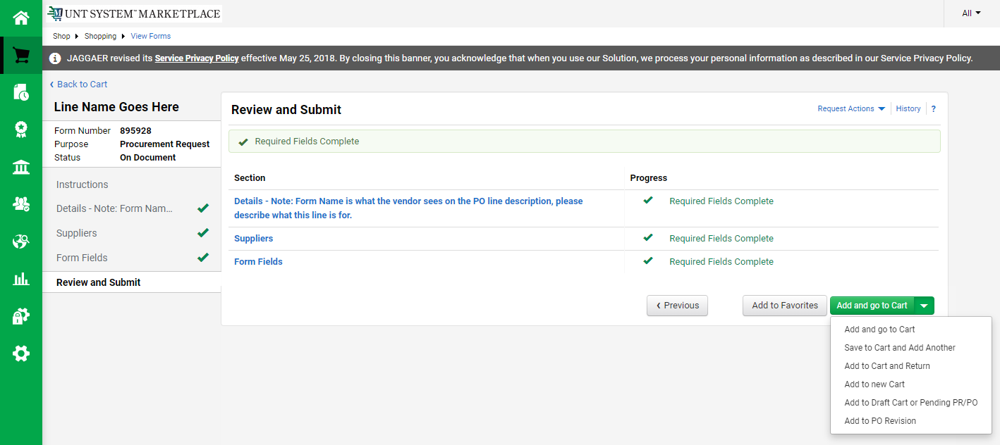 UNT SYSTEM™ MARKETPLACE
All
Shop Shopping View Forms
JAGGAER revised its Service Privacy Policy effective May 25, 2018. By closing this banner, you acknowledge that when you use our Solution, we process your personal information as described in our Service Privacy Policy.
Back to Cart
Line Name Goes Here
Form Number 895928
Purpose Procurement Request
Status On Document
Instructions
Details - Note: Form Nam...
Suppliers
Form Fields
Review and Submit
Review and Submit
Request Actions History ?
Required Fields Complete
Section Progress
Details - Note: Form Name is what the vendor sees on the PO line description, please
describe what this line is for.
Required Fields Complete
Suppliers Required Fields Complete
Form Fields Required Fields Complete
Previous Add to Favorites Add and go to Cart
Add and go to Cart
Save to Cart and Add Another
Add to Cart and Return
Add to new Cart
Add to Draft Cart or Pending PR/PO
Add to PO Revision